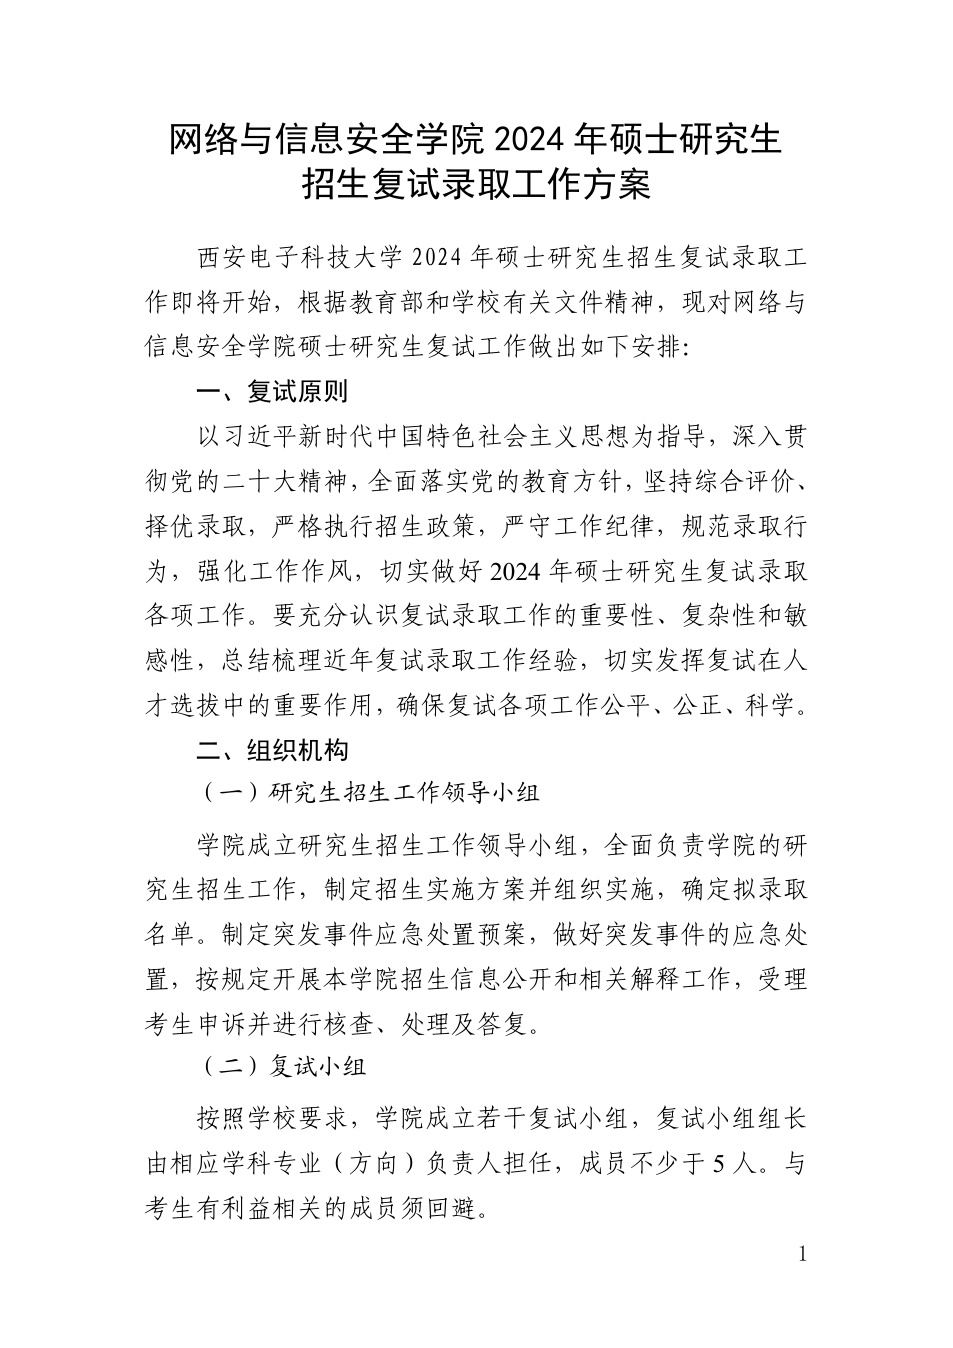 网络与信息安全学院 2024 年硕士研究生
招生复试录取工作方案
西安电子科技大学 2024 年硕士研究生招生复试录取工
作即将开始，根据教育部和学校有关文件精神，现对网络与
信息安全学院硕士研究生复试工作做出如下安排：
一、复试原则
以习近平新时代中国特色社会主义思想为指导，深入贯
彻党的二十大精神，全面落实党的教育方针，坚持综合评价、
择优录取，严格执行招生政策，严守工作纪律，规范录取行
为，强化工作作风，切实做好 2024 年硕士研究生复试录取
各项工作。要充分认识复试录取工作的重要性、复杂性和敏
感性，总结梳理近年复试录取工作经验，切实发挥复试在人
才选拔中的重要作用，确保复试各项工作公平、公正、科学。
二、组织机构
（一）研究生招生工作领导小组
学院成立研究生招生工作领导小组，全面负责学院的研
究生招生工作，制定招生实施方案并组织实施，确定拟录取
名单。制定突发事件应急处置预案，做好突发事件的应急处
置，按规定开展本学院招生信息公开和相关解释工作，受理
考生申诉并进行核查、处理及答复。
（二）复试小组
按照学校要求，学院成立若干复试小组，复试小组组长
由相应学科专业（方向）负责人担任，成员不少于 5 人。与
考生有利益相关的成员须回避。
1